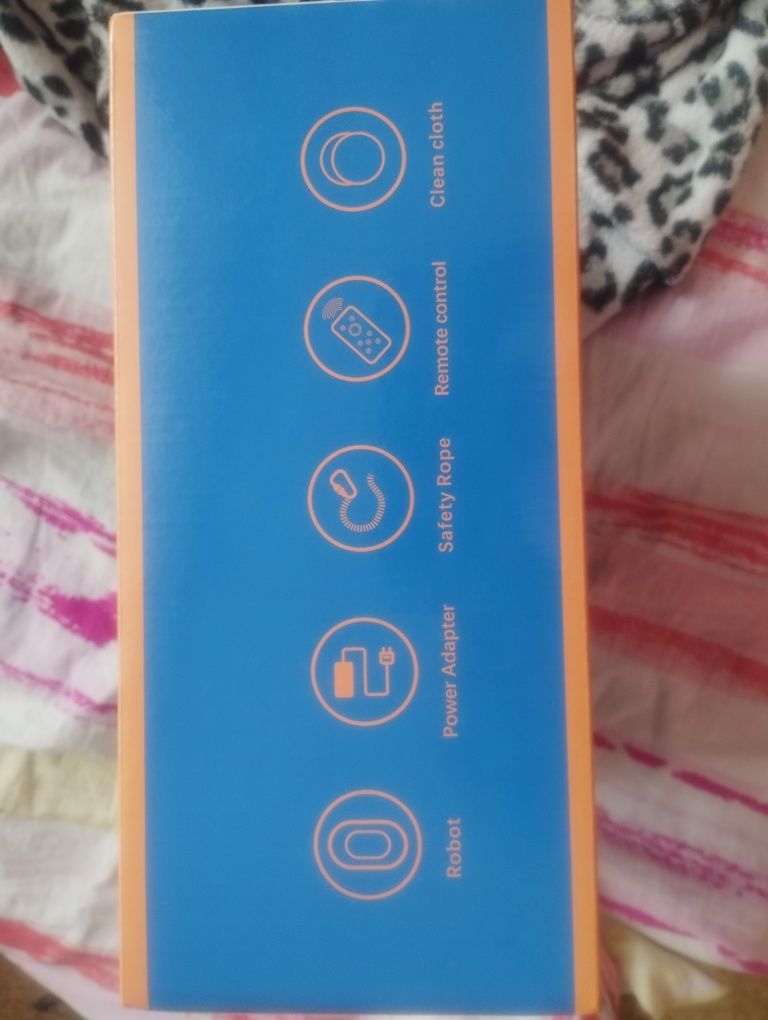 Robot
Power Adapter
Safety Rope
Remote control
Clean cloth